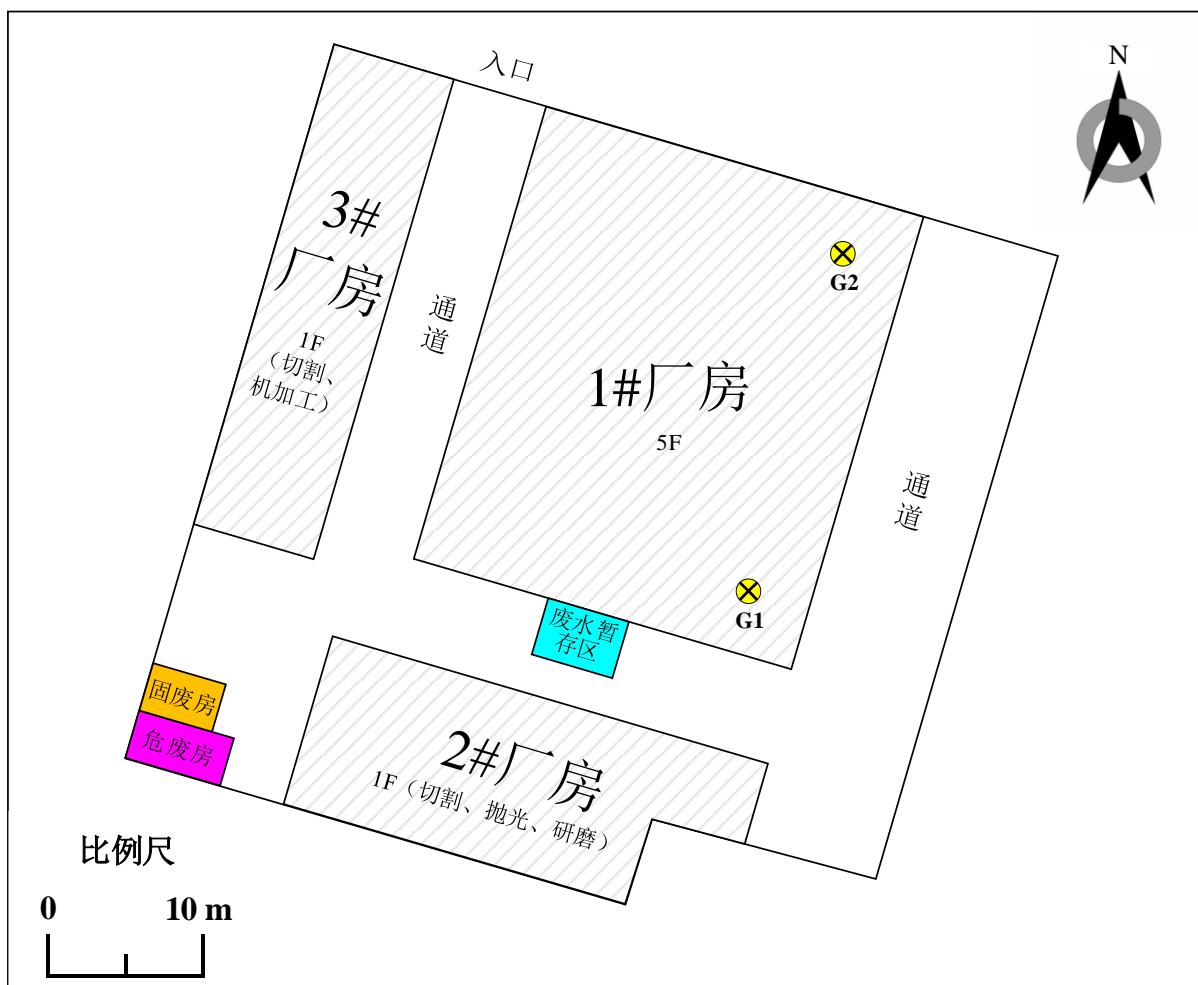 入口
N
3#
厂房
1F
（切割、
机加工）
通
道
G2
1#厂房
5F
通
道
G1
废水暂
存区
固废房
危废房
2#厂房
1F（切割、抛光、研磨）
比例尺
0 10 m